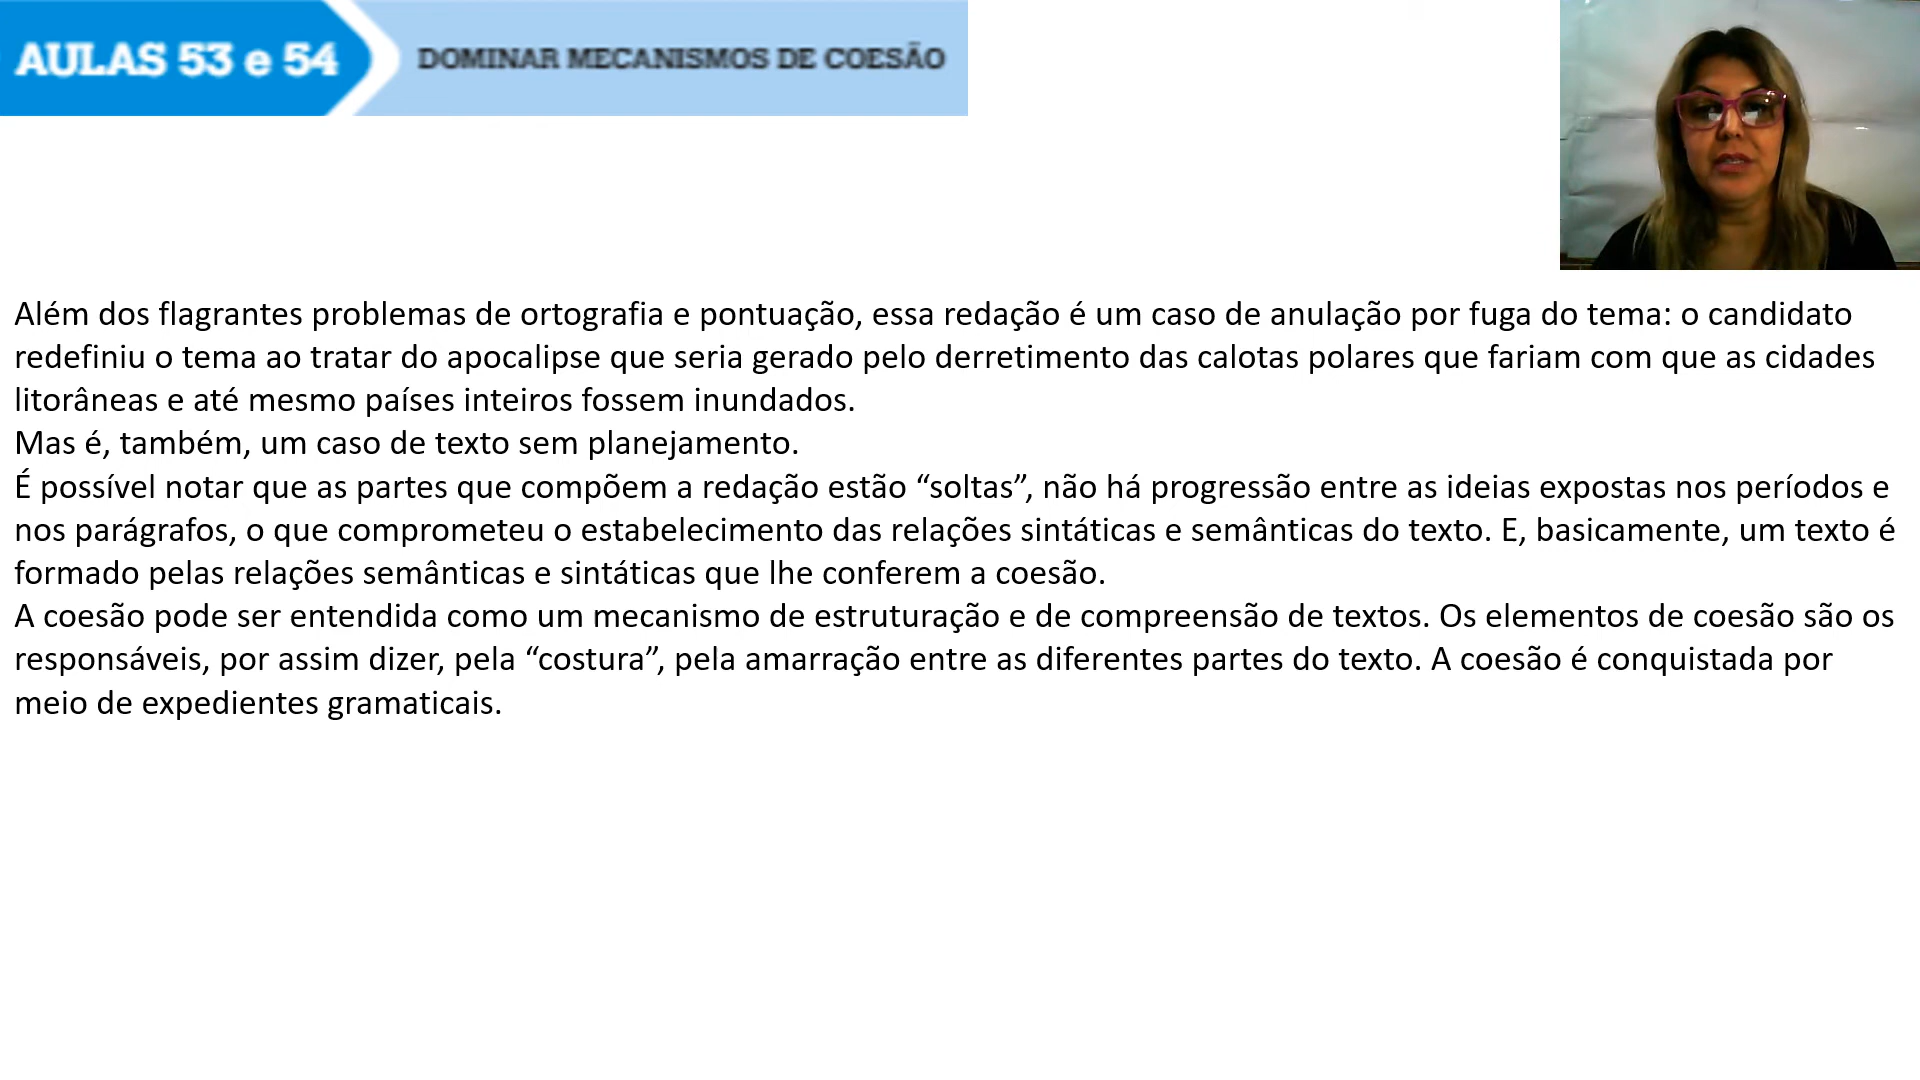 AULAS 53 e 54
DOMINAR MECANISMOS DE COESÃO
Além dos flagrantes problemas de ortografia e pontuação, essa redação é um caso de anulação por fuga do tema: o candidato
redefiniu o tema ao tratar do apocalipse que seria gerado pelo derretimento das calotas polares que fariam com que as cidades
litorâneas e até mesmo países inteiros fossem inundados.
Mas é, também, um caso de texto sem planejamento.
É possível notar que as partes que compõem a redação estão “soltas”, não há progressão entre as ideias expostas nos períodos e
nos parágrafos, o que comprometeu o estabelecimento das relações sintáticas e semânticas do texto. E, basicamente, um texto é
formado pelas relações semânticas e sintáticas que lhe conferem a coesão.
A coesão pode ser entendida como um mecanismo de estruturação e de compreensão de textos. Os elementos de coesão são os
responsáveis, por assim dizer, pela “costura”, pela amarração entre as diferentes partes do texto. A coesão é conquistada por
meio de expedientes gramaticais.